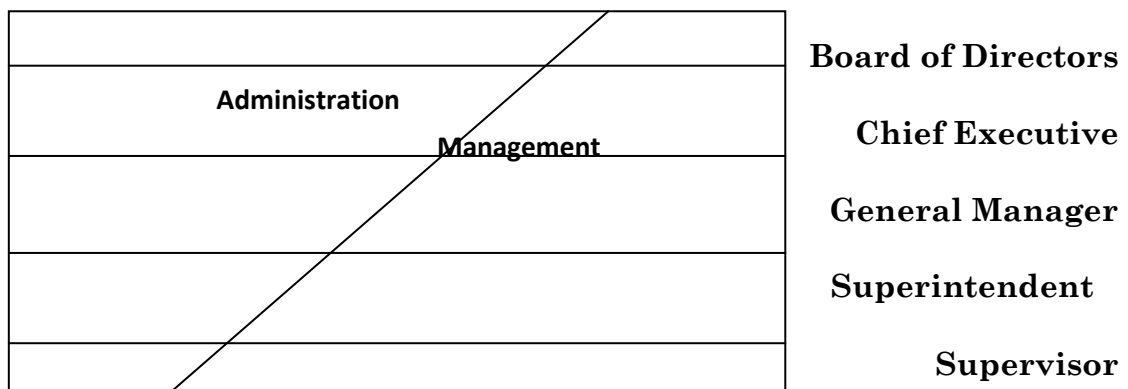 Board of Directors
Administration
Chief Executive
Management
General Manager
Superintendent
Supervisor